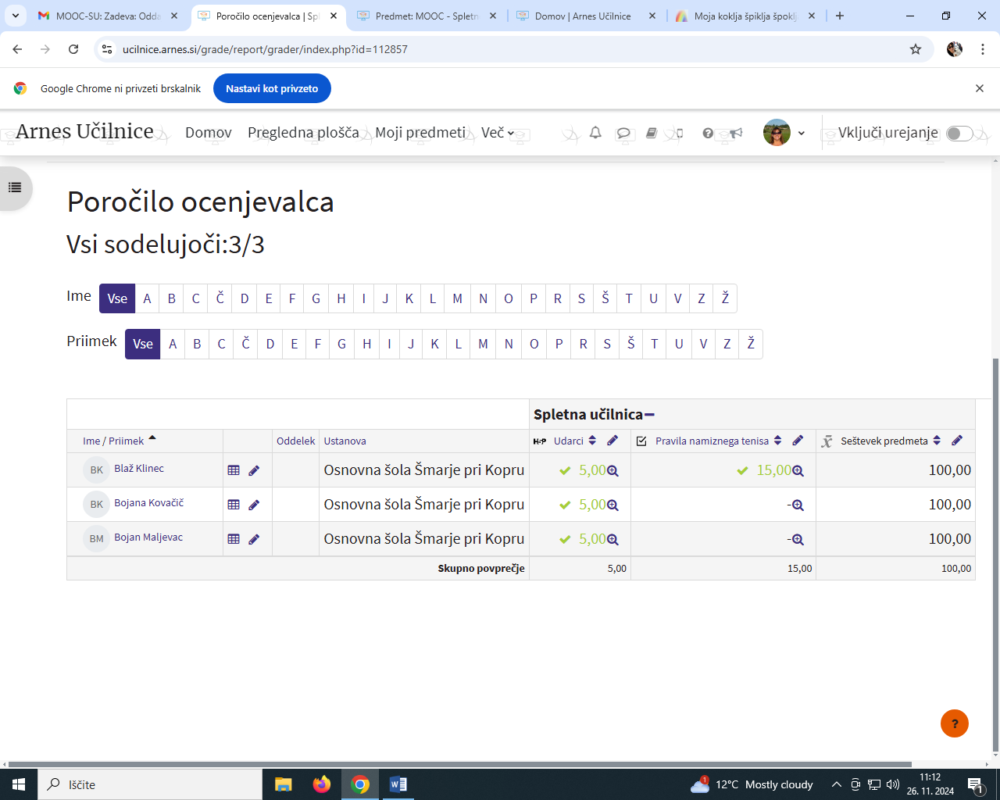 MOOC-SU: Zadeva: Odda
Poročilo ocenjevalca | Spl
Predmet: MOOC - Spletn
Domov | Arnes Učilnice
Moja koklja špiklja špoklj
ucilnice.arnes.si/grade/report/grader/index.php?id=112857
Google Chrome ni privzeti brskalnik
Nastavi kot privzeto
Arnes Učilnice
Domov
Pregledna plošča
Moji predmeti
Več
Vključi urejanje
Poročilo ocenjevalca
Vsi sodelujoči:3/3
Ime Vse A B C Č D E F G H I J K L M N O P R S Š T U V Z Ž
Priimek Vse A B C Č D E F G H I J K L M N O P R S Š T U V Z Ž
Spletna učilnica
Ime / Priimek Oddelek Ustanova H-P Udarci Pravila namiznega tenisa x̄ Seštevek predmeta
BK Blaž Klinec Osnovna šola Šmarje pri Kopru 5,00 15,00 100,00
BK Bojana Kovačič Osnovna šola Šmarje pri Kopru 5,00 - 100,00
BM Bojan Maljevac Osnovna šola Šmarje pri Kopru 5,00 - 100,00
Skupno povprečje 5,00 15,00 100,00
?
Iščite
1
12°C Mostly cloudy
11:12
26. 11. 2024
1